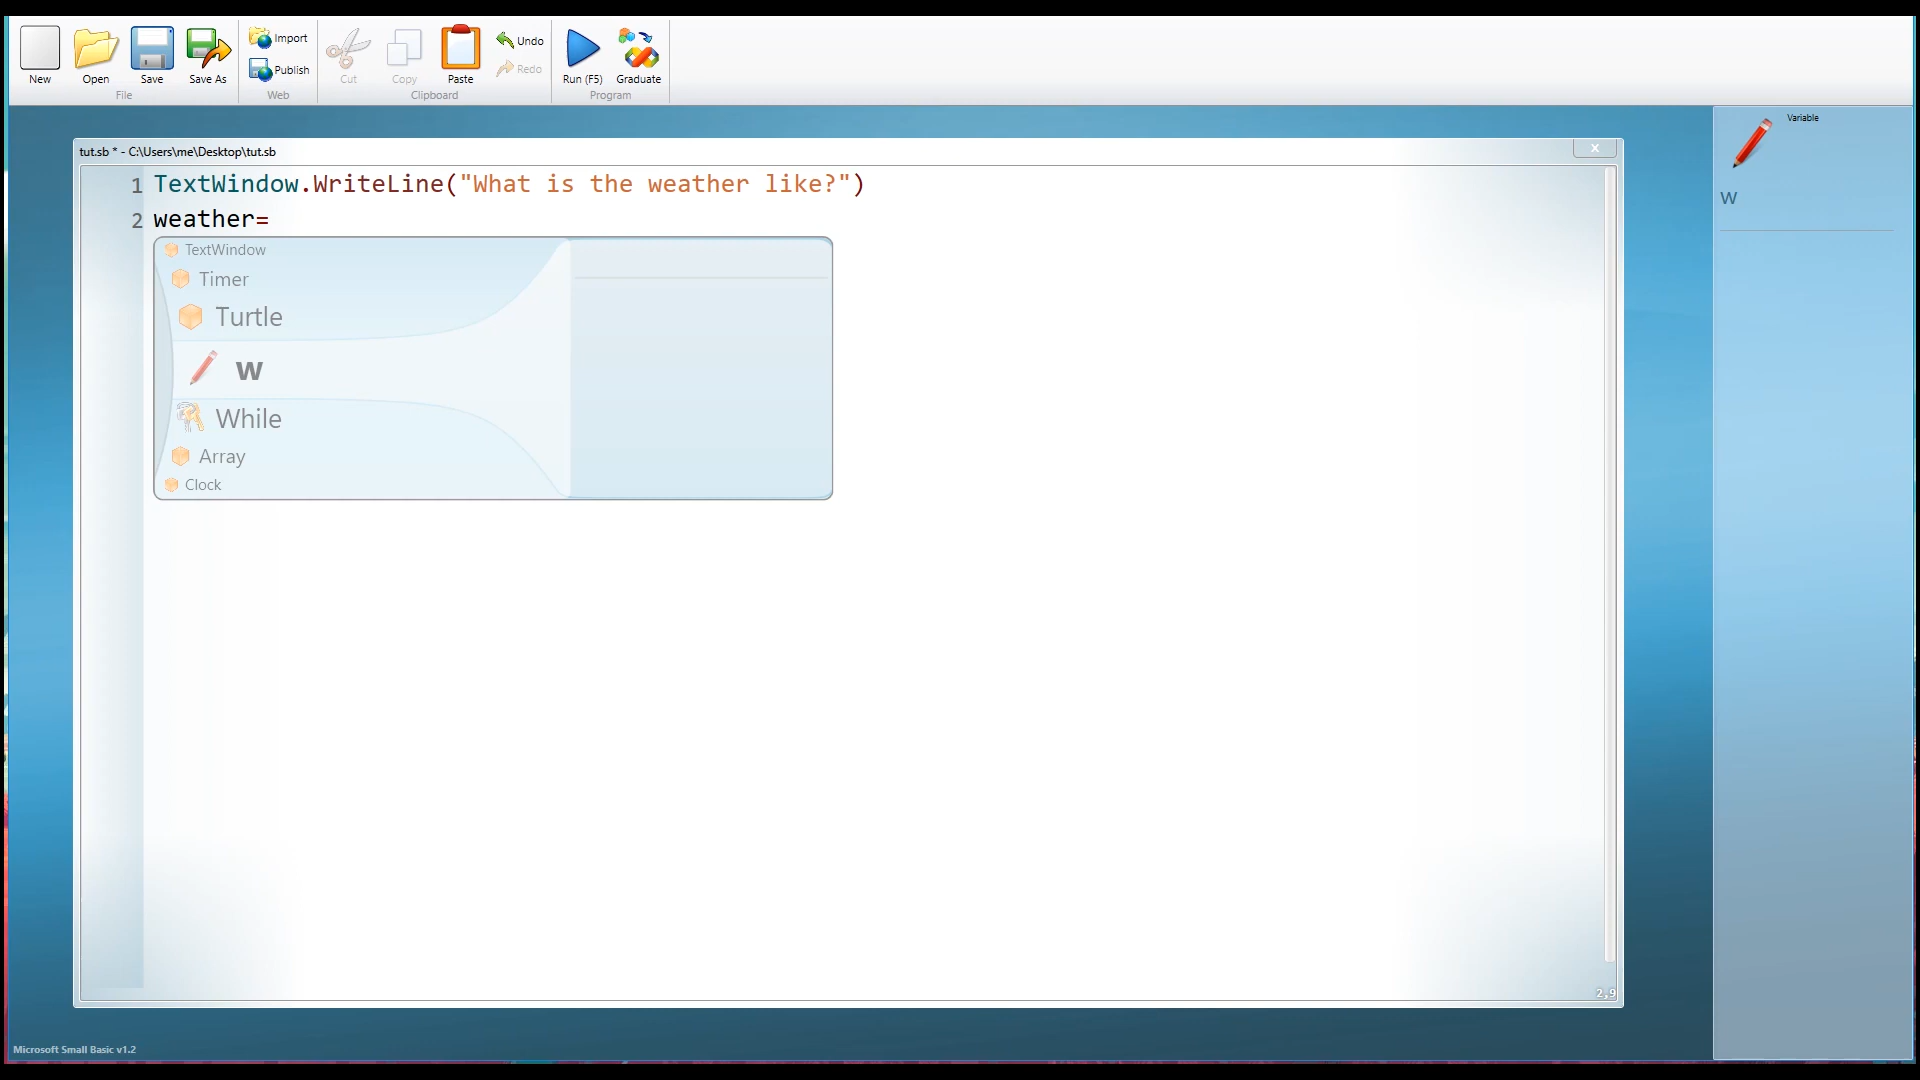 New
Open
Save
Save As
File
Import
Publish
Web
Cut
Copy
Paste
Undo
Redo
Clipboard
Run (F5)
Graduate
Program
Variable
w
tut.sb * - C:\Users\me\Desktop\tut.sb
x
1 TextWindow.WriteLine("What is the weather like?")
2 weather=
TextWindow
Timer
Turtle
w
While
Array
Clock
2,9
Microsoft Small Basic v1.2